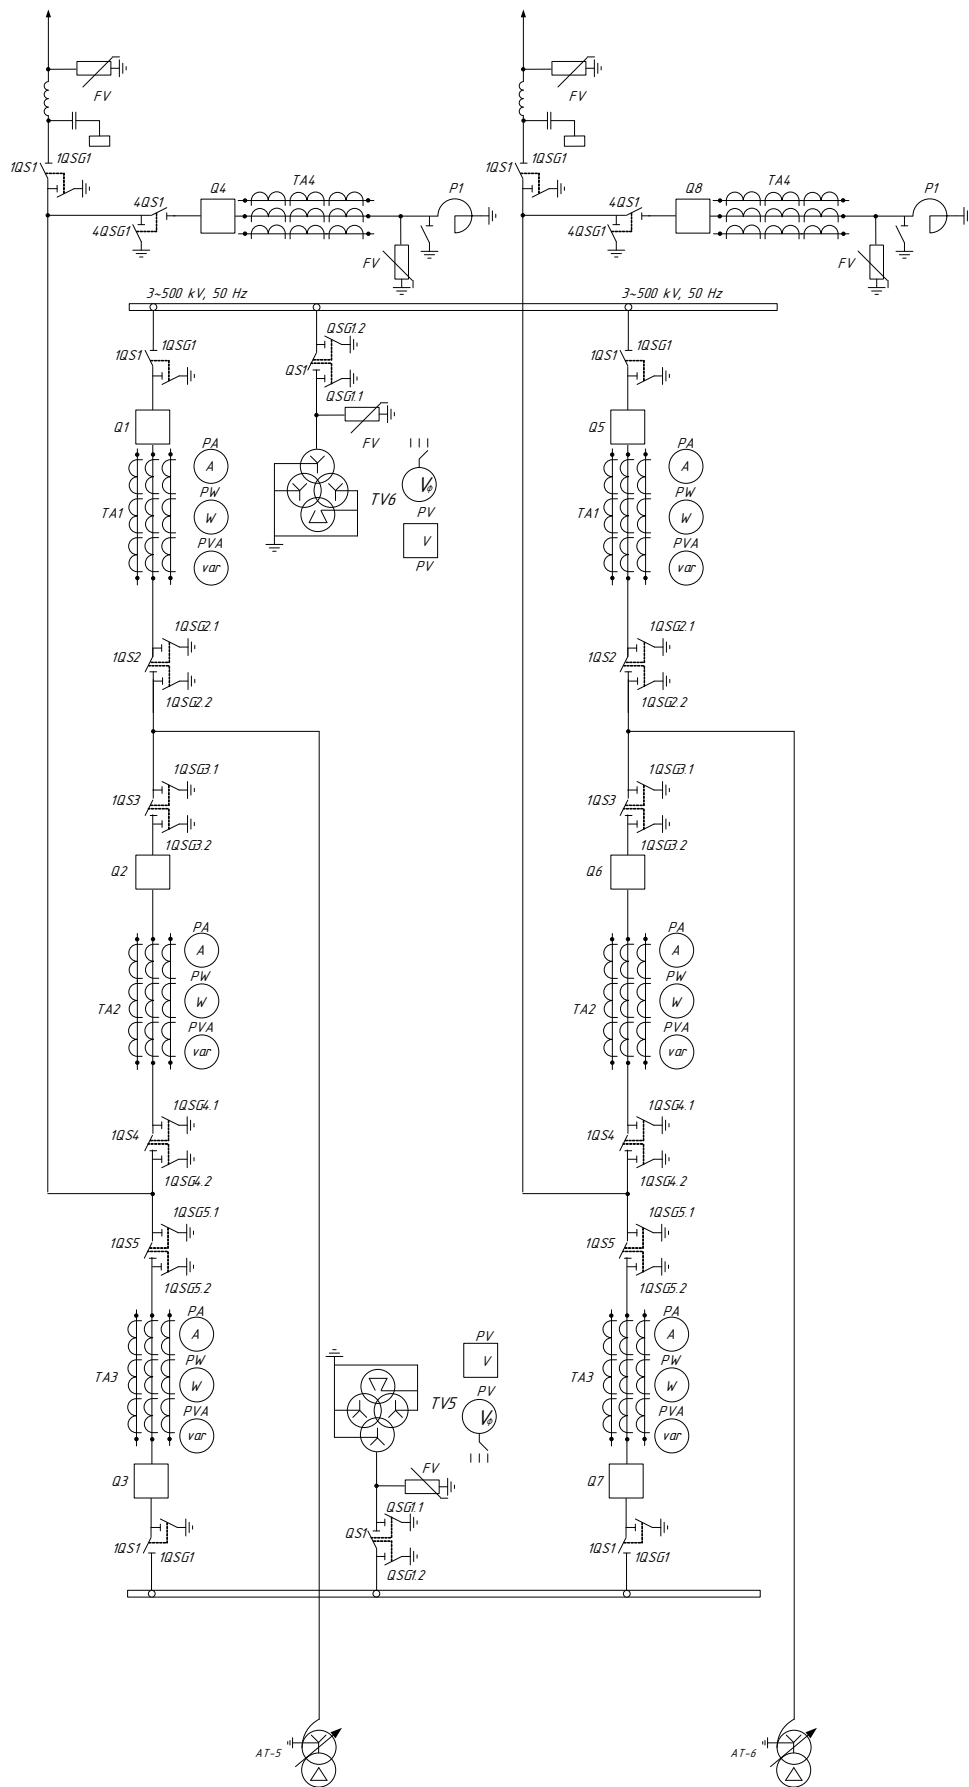 FV
FV
1QSG1
1QSG1
1QS1
1QS1
4QS1
Q4
TA4
P1
4QS1
Q8
TA4
P1
4QSG1
4QSG1
FV
FV
3~500 kV, 50 Hz
3~500 kV, 50 Hz
QSG1.2
1QSG1
1QSG1
1QS1
QS1
1QS1
QSG1.1
Q1
FV
Q5
PA
A
PA
A
PW
TV6
Vф
PW
TA1
W
PV
TA1
W
PVA
V
PVA
var
PV
var
1QSG2.1
1QSG2.1
1QS2
1QS2
1QSG2.2
1QSG2.2
1QSG3.1
1QSG3.1
1QS3
1QS3
1QSG3.2
1QSG3.2
Q2
Q6
PA
PA
A
A
PW
PW
TA2
W
TA2
W
PVA
PVA
var
var
1QSG4.1
1QSG4.1
1QS4
1QS4
1QSG4.2
1QSG4.2
1QSG5.1
1QSG5.1
1QS5
1QS5
1QSG5.2
1QSG5.2
PA
PA
A
PV
A
PW
V
PW
TA3
W
PV
TA3
W
PVA
TV5
Vф
PVA
var
var
Q3
FV
Q7
QSG1.1
QS1
1QS1
1QSG1
1QS1
1QSG1
QSG1.2
AT-5
AT-6